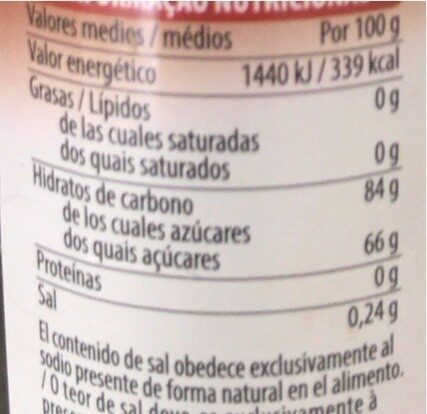 INFORMAÇÃO NUTRICIONAL
Valores medios / médios Por 100 g
Valor energético 1440 kJ / 339 kcal
Grasas / Lípidos 0 g
de las cuales saturadas
dos quais saturados 0 g
Hidratos de carbono 84 g
de los cuales azúcares
dos quais açúcares 66 g
Proteínas 0 g
Sal 0,24 g
El contenido de sal obedece exclusivamente al
sodio presente de forma natural en el alimento.
/ O teor de sal à